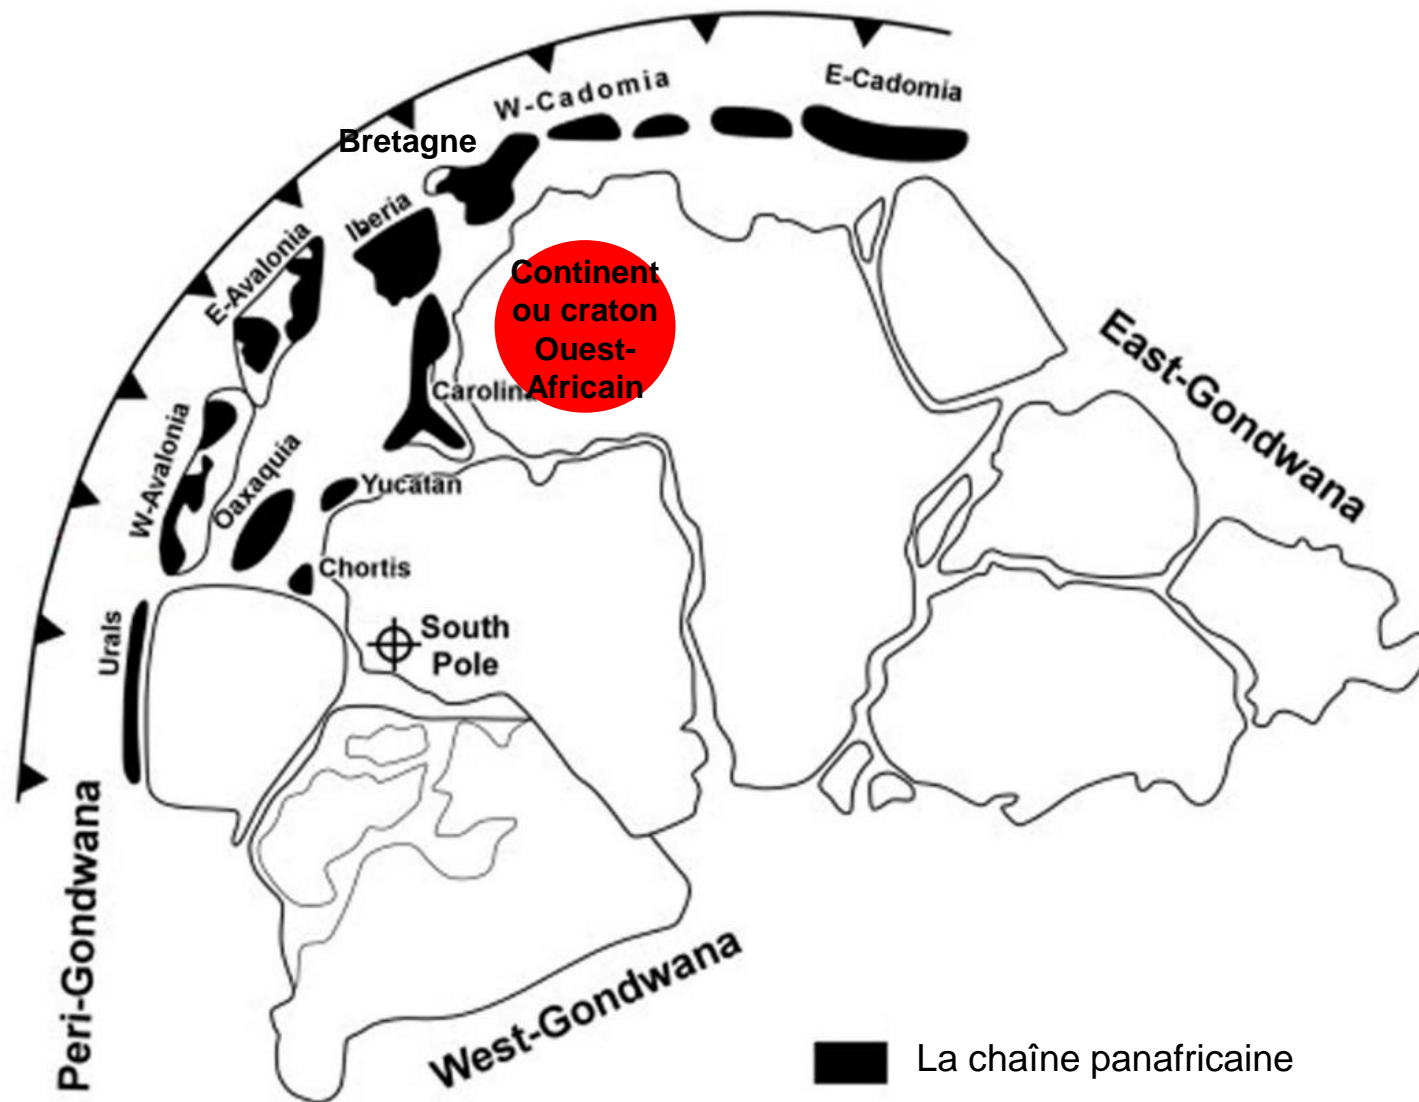 E-Cadomia
W-Cadomia
Bretagne
Iberia
E-Avalonia
Continent
ou craton
Ouest-
Africain
Carolina
East-Gondwana
W-Avalonia
Oaxaquia
Yucatan
Chortis
Urals
South
Pole
Peri-Gondwana
West-Gondwana
La chaîne panafricaine